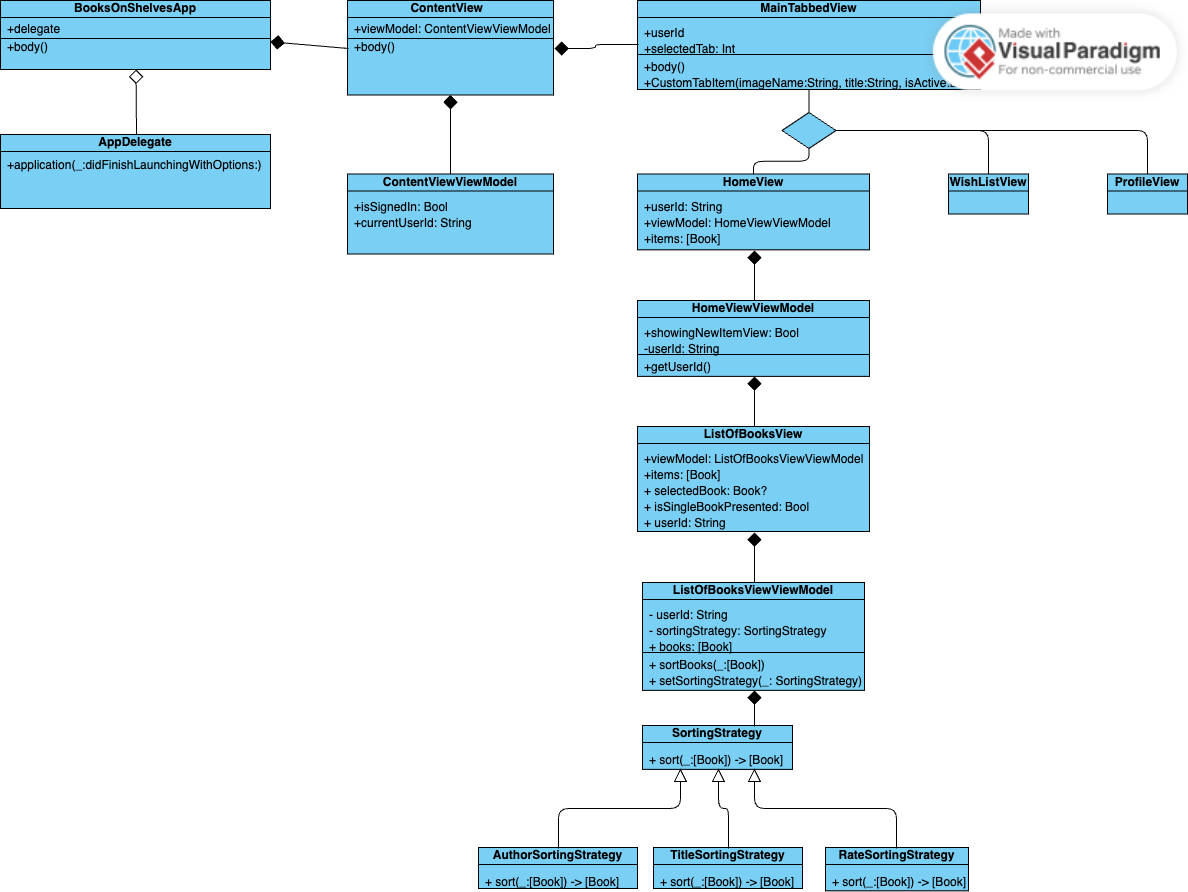 BooksOnShelvesApp
+delegate
+body()
ContentView
+viewModel: ContentViewViewModel
+body()
MainTabbedView
+userId
+selectedTab: Int
+body()
+CustomTabItem(imageName:String, title:String, isActive:
Made with
VisualParadigm
For non-commercial use
AppDelegate
+application(_:didFinishLaunchingWithOptions:)
ContentViewViewModel
+isSignedIn: Bool
+currentUserId: String
HomeView
+userId: String
+viewModel: HomeViewViewModel
+items: [Book]
WishListView
ProfileView
HomeViewViewModel
+showingNewItemView: Bool
-userId: String
+getUserId()
ListOfBooksView
+viewModel: ListOfBooksViewViewModel
+items: [Book]
+ selectedBook: Book?
+ isSingleBookPresented: Bool
+ userId: String
ListOfBooksViewViewModel
- userId: String
- sortingStrategy: SortingStrategy
+ books: [Book]
+ sortBooks(_:[Book])
+ setSortingStrategy(_: SortingStrategy)
SortingStrategy
+ sort(_:[Book]) -> [Book]
AuthorSortingStrategy
+ sort(_:[Book]) -> [Book]
TitleSortingStrategy
+ sort(_:[Book]) -> [Book]
RateSortingStrategy
+ sort(_:[Book]) -> [Book]